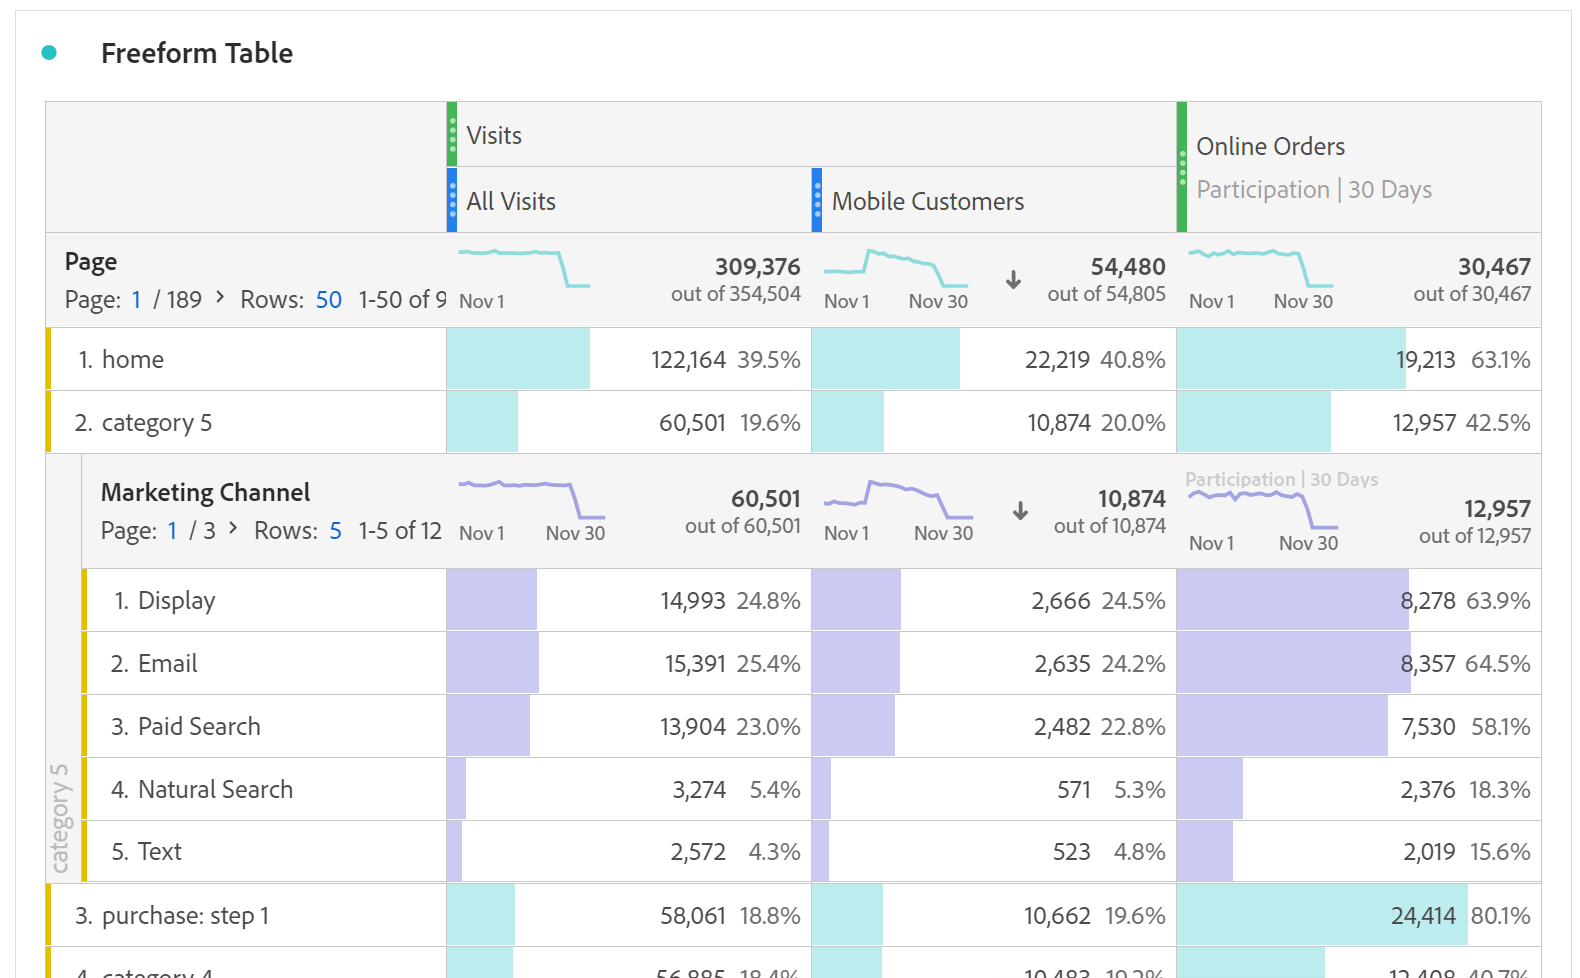 Freeform Table
Visits
Online Orders
Participation | 30 Days
All Visits
Mobile Customers
Page
Page: 1 / 189 > Rows: 50 1-50 of 9
Nov 1
309,376
out of 354,504
Nov 1 Nov 30
54,480
out of 54,805
Nov 1 Nov 30
30,467
out of 30,467
1. home 122,164 39.5% 22,219 40.8% 19,213 63.1%
2. category 5 60,501 19.6% 10,874 20.0% 12,957 42.5%
category 5
Marketing Channel
Page: 1 / 3 > Rows: 5 1-5 of 12
Nov 1 Nov 30
60,501
out of 60,501
Nov 1 Nov 30
10,874
out of 10,874
Participation | 30 Days
Nov 1 Nov 30
12,957
out of 12,957
1. Display 14,993 24.8% 2,666 24.5% 8,278 63.9%
2. Email 15,391 25.4% 2,635 24.2% 8,357 64.5%
3. Paid Search 13,904 23.0% 2,482 22.8% 7,530 58.1%
4. Natural Search 3,274 5.4% 571 5.3% 2,376 18.3%
5. Text 2,572 4.3% 523 4.8% 2,019 15.6%
3. purchase: step 1 58,061 18.8% 10,662 19.6% 24,414 80.1%
4. category 4 56,885 18.4% 10,483 19.2% 12,408 40.7%